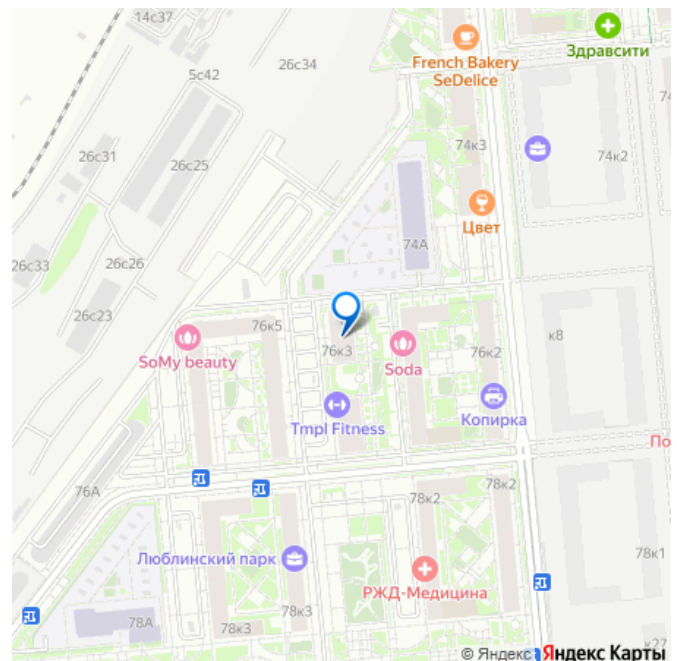 14с37
Здравсити
French Bakery
SeDelice
5с42
26с34
74к3
26с31
26с25
74к2
Цвет
74А
26с33
26с26
26с23
76к5
76к3
76к2
к8
SoMy beauty
Soda
Tmpl Fitness
Копирка
По
76А
78к2
78к2
Люблинский парк
78к1
РЖД-Медицина
78А
78к3
78к3
к27
© Яндекс Яндекс Карты